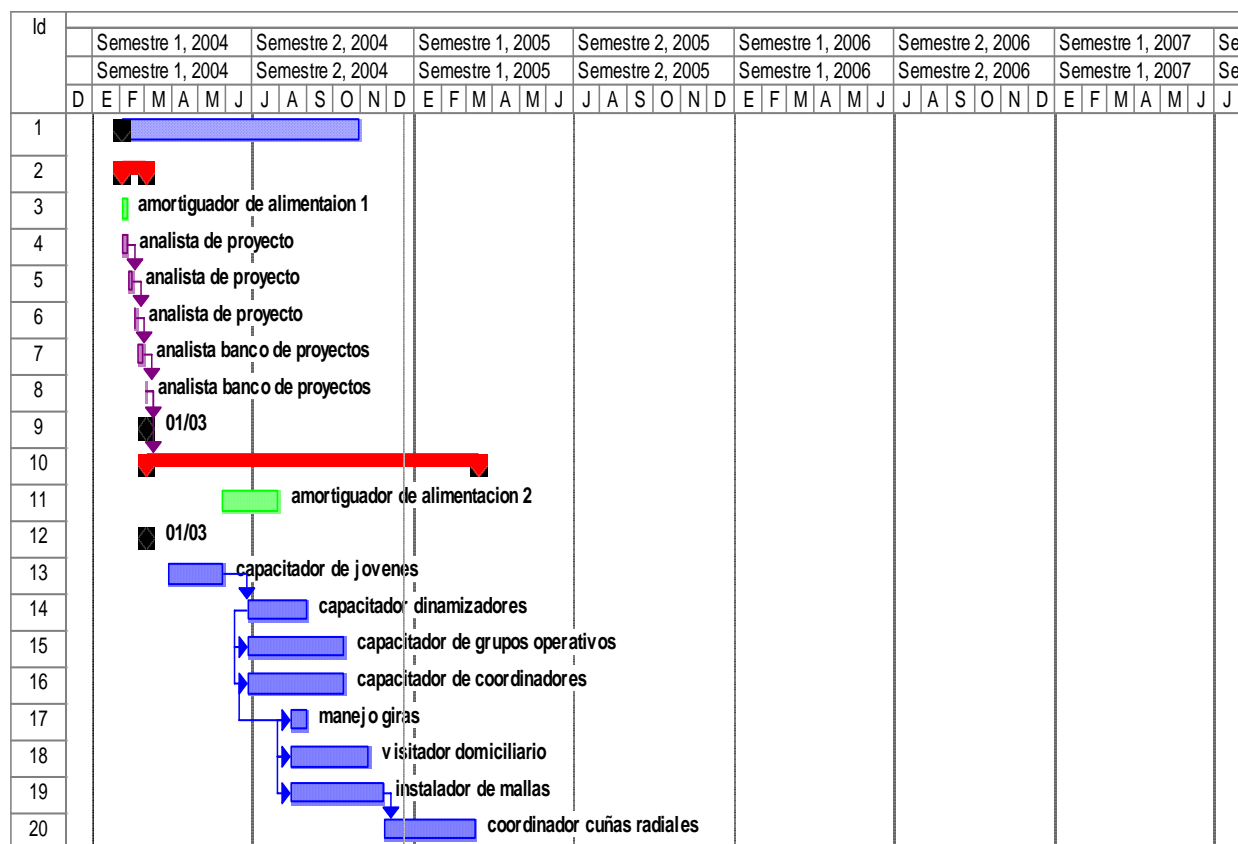 Id
Semestre 1, 2004 Semestre 2, 2004 Semestre 1, 2005 Semestre 2, 2005 Semestre 1, 2006 Semestre 2, 2006 Semestre 1, 2007 Se
Semestre 1, 2004 Semestre 2, 2004 Semestre 1, 2005 Semestre 2, 2005 Semestre 1, 2006 Semestre 2, 2006 Semestre 1, 2007 Se
D E F M A M J J A S O N D E F M A M J J A S O N D E F M A M J J A S O N D E F M A M J J
1
2
3 amortiguador de alimentaion 1
4 analista de proyecto
5 analista de proyecto
6 analista de proyecto
7 analista banco de proyectos
8 analista banco de proyectos
9 01/03
10
11 amortiguador de alimentacion 2
12 01/03
13 capacitador de jovenes
14 capacitador dinamizadores
15 capacitador de grupos operativos
16 capacitador de coordinadores
17 manejo giras
18 visitador domiciliario
19 instalador de mallas
20 coordinador cuñas radiales